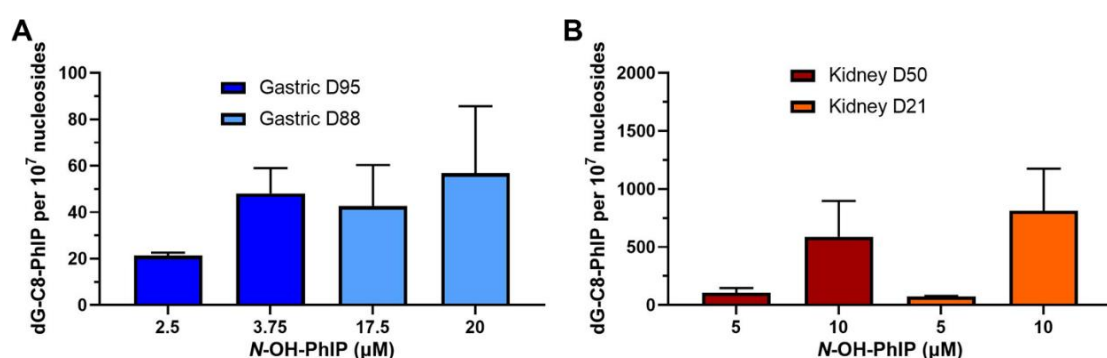 A
dG-C8-PhIP per 10⁷ nucleosides
100
80
60
40
20
0
Gastric D95
Gastric D88
2.5 3.75 17.5 20
N-OH-PhIP (µM)
B
dG-C8-PhIP per 10⁷ nucleosides
2000
1500
1000
500
0
Kidney D50
Kidney D21
5 10 5 10
N-OH-PhIP (µM)